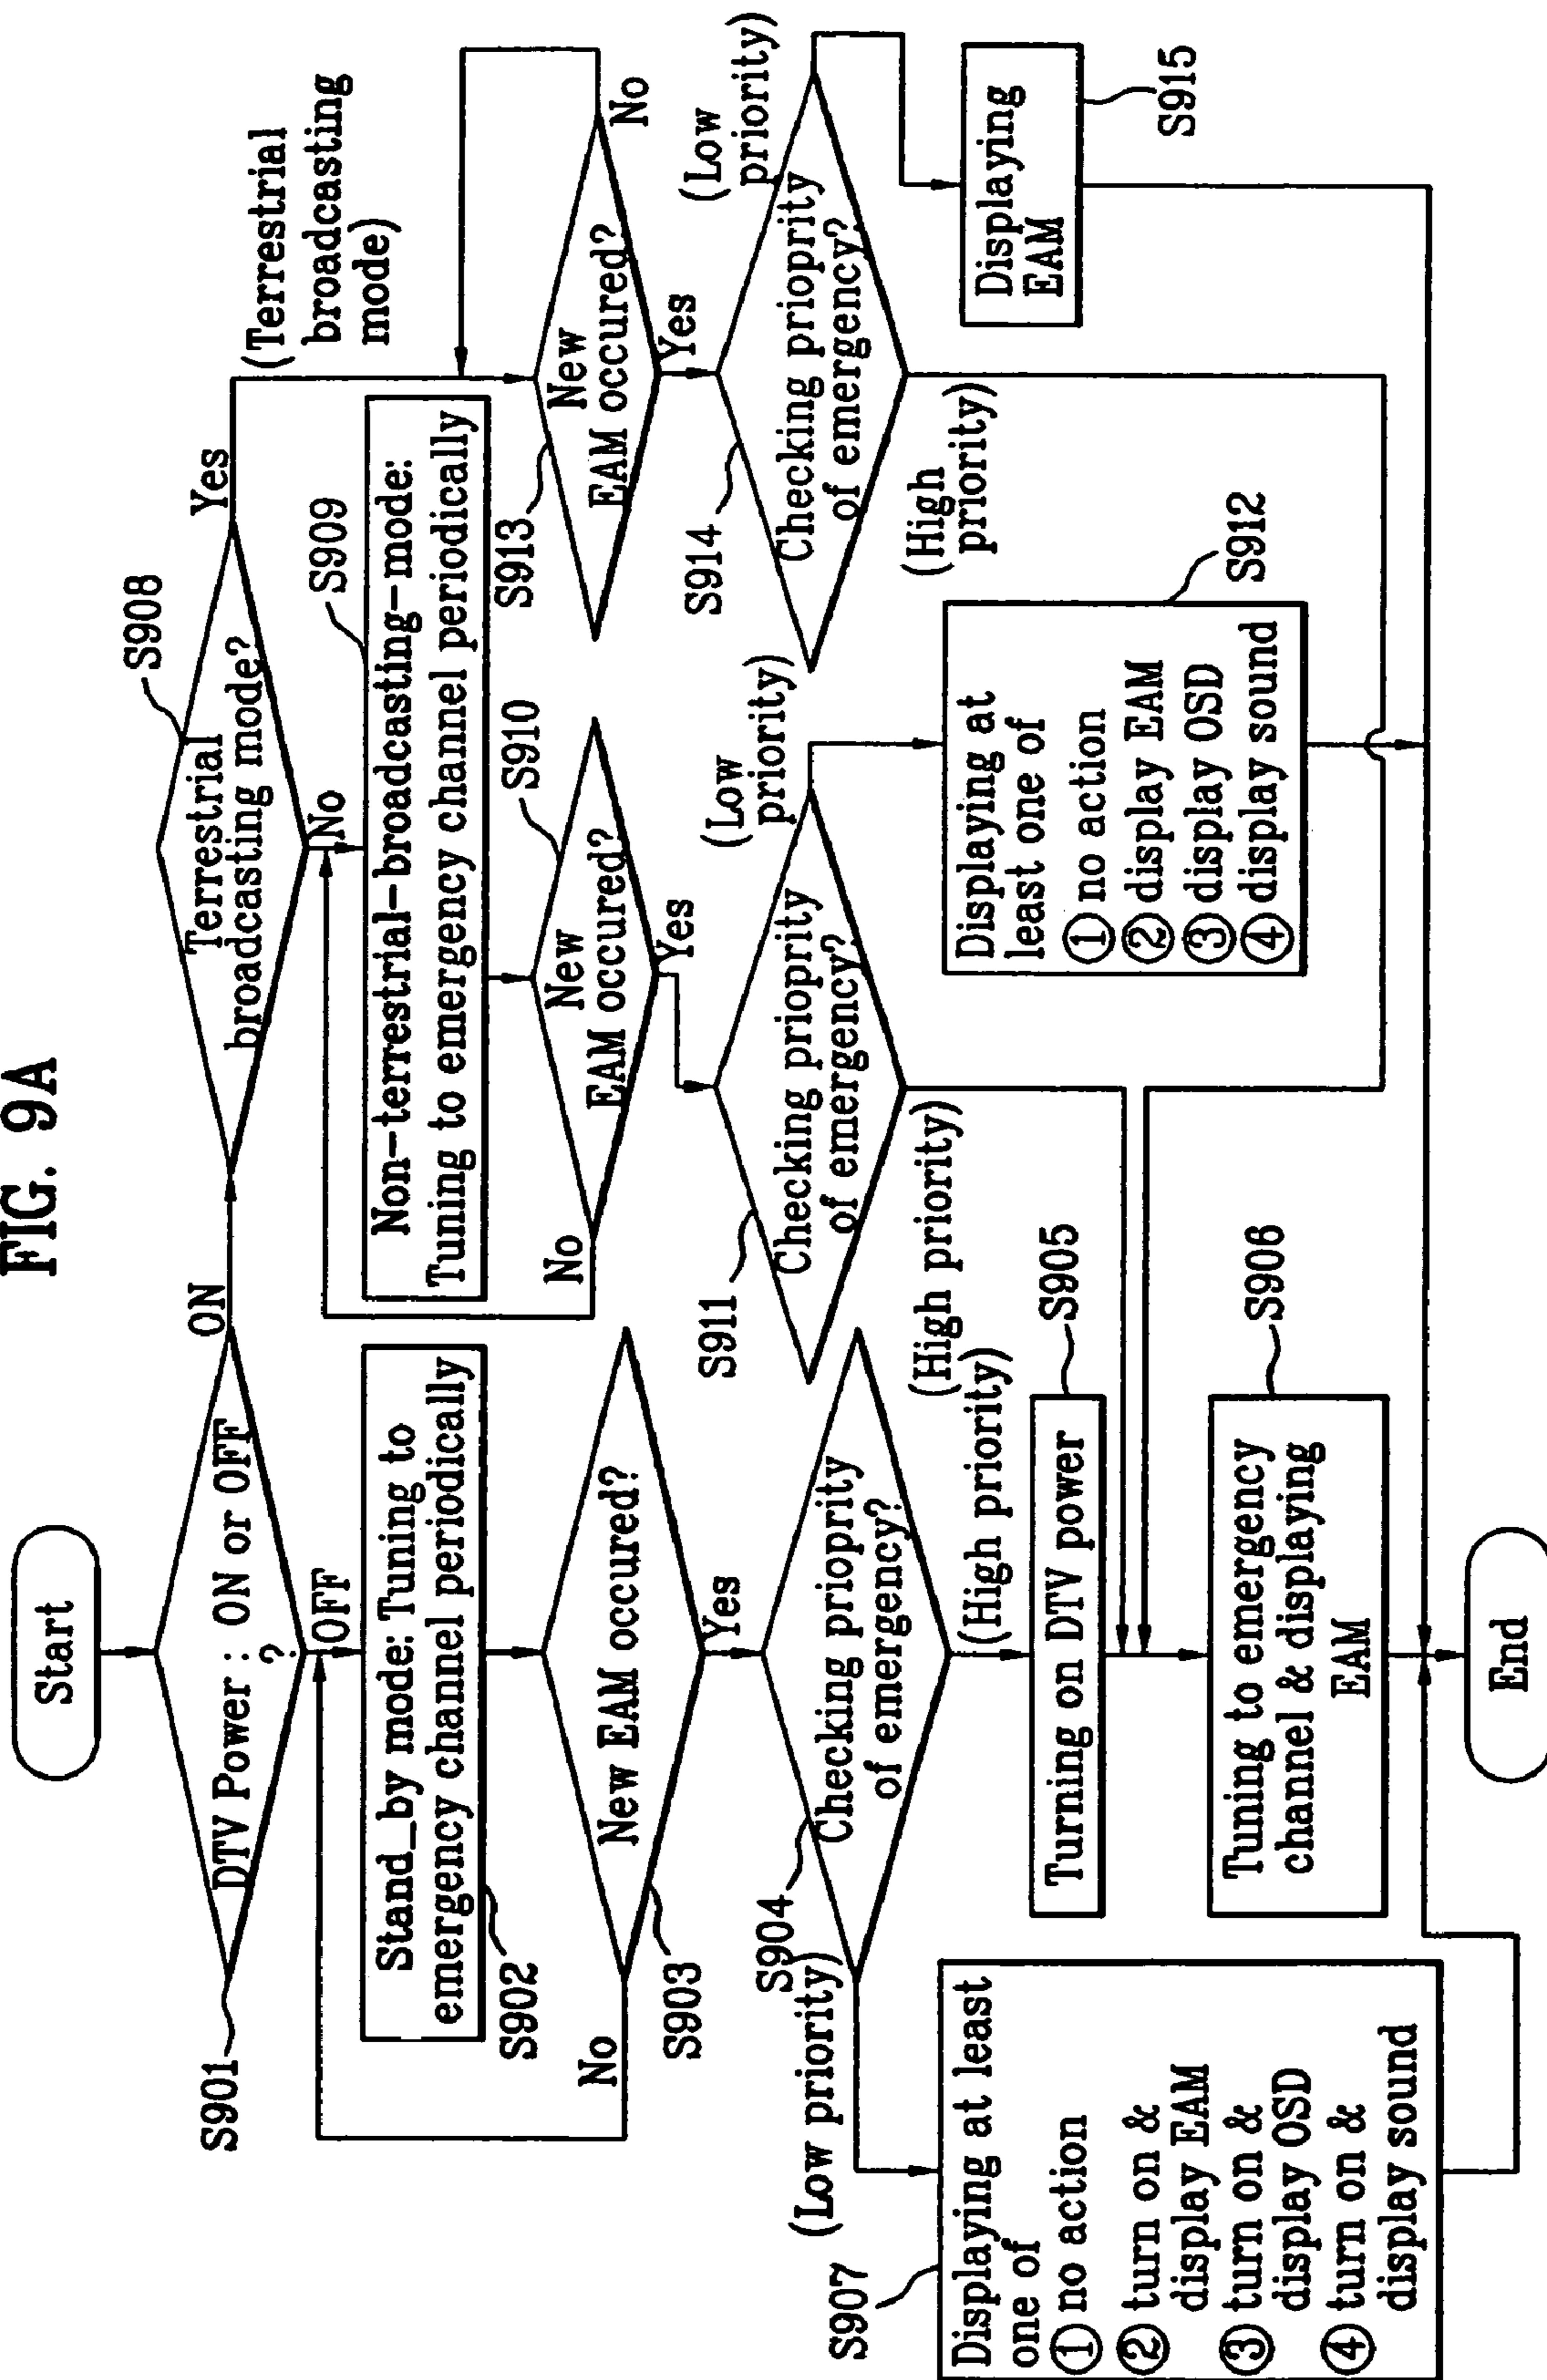 FIG. 9A
Start
S901
DTV Power : ON or OFF
?
ON
OFF
S902
Stand_by mode: Tuning to
emergency channel periodically
S903
New EAM occured?
No
Yes
S904
Checking prioprity
of emergency?
(Low priority)
(High priority)
S907
Displaying at least
one of
① no action
② turn on &
display EAM
③ turn on &
display OSD
④ turn on &
display sound
Turning on DTV power
S905
Tuning to emergency
channel & displaying
EAM
S906
End
S908
Terrestrial
broadcasting mode?
Yes
No
(Terrestrial
broadcasting
mode)
S909
Non-terrestrial-broadcasting-mode:
Tuning to emergency channel periodically
S910
New
EAM occured?
No
Yes
S911
Checking prioprity
of emergency?
(High priority)
(Low
priority)
S912
Displaying at
least one of
① no action
② display EAM
③ display OSD
④ display sound
S913
New
EAM occured?
No
Yes
S914
Checking prioprity
of emergency?
(High
priority)
(Low
priority)
Displaying
EAM
S915